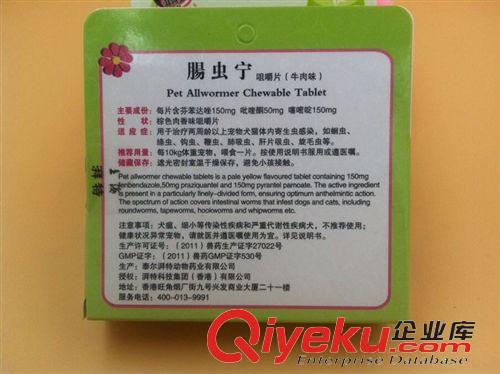 腸虫宁 咀嚼片（牛肉味）
Pet Allwormer Chewable Tablet
主要成份：每片含芬苯达唑150mg 吡喹酮50mg 噻嘧啶150mg
性 状：棕色肉香味咀嚼片
适 应 症：用于治疗两周龄以上宠物犬猫体内寄生虫感染，如蛔虫、
绦虫、钩虫、鞭虫、肺吸虫、肝片吸虫、旋毛虫等。
推荐用量：每10kg体重宠物，喂食一片。按使用说明书服用或遵医嘱。
储藏保存：遮光密封室温干燥保存，避免小孩接触。
Pet allwormer chewable tablets is a pale yellow flavoured tablet containing 150mg
fenbendazole,50mg praziquantel and 150mg pyrantel pamoate. The active ingredient
is present in a particularly finely-divided form, ensuring optimum anthelmintic action.
The spectrum of action covers intestinal worms that infest dogs and cats, including
roundworms, tapeworms, hookworms and whipworms etc.
注意事项：犬瘟、细小等传染性疾病和严重代谢性疾病犬，不推荐使用；
健康状况异常宠物，请就医并遵医嘱使用为宜。详见说明书。
生产许可证号：（2011）兽药生产证字27022号
GMP证字：（2011）兽药GMP证字530号
生产：泰尔湃特动物药业有限公司
授权：湃特科技集团（香港）有限公司
地址：香港旺角烟厂街九号兴发商业大厦二十一楼
服务电话：400-013-9991
Qiyeku.com 企业库
Enterprise Database